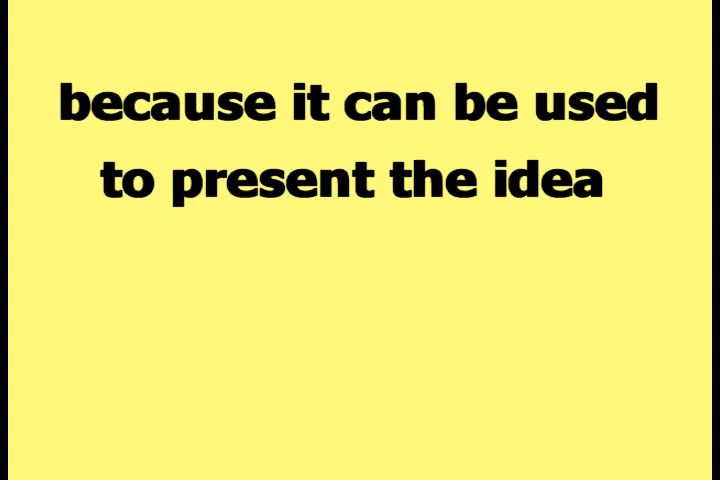 because it can be used
to present the idea